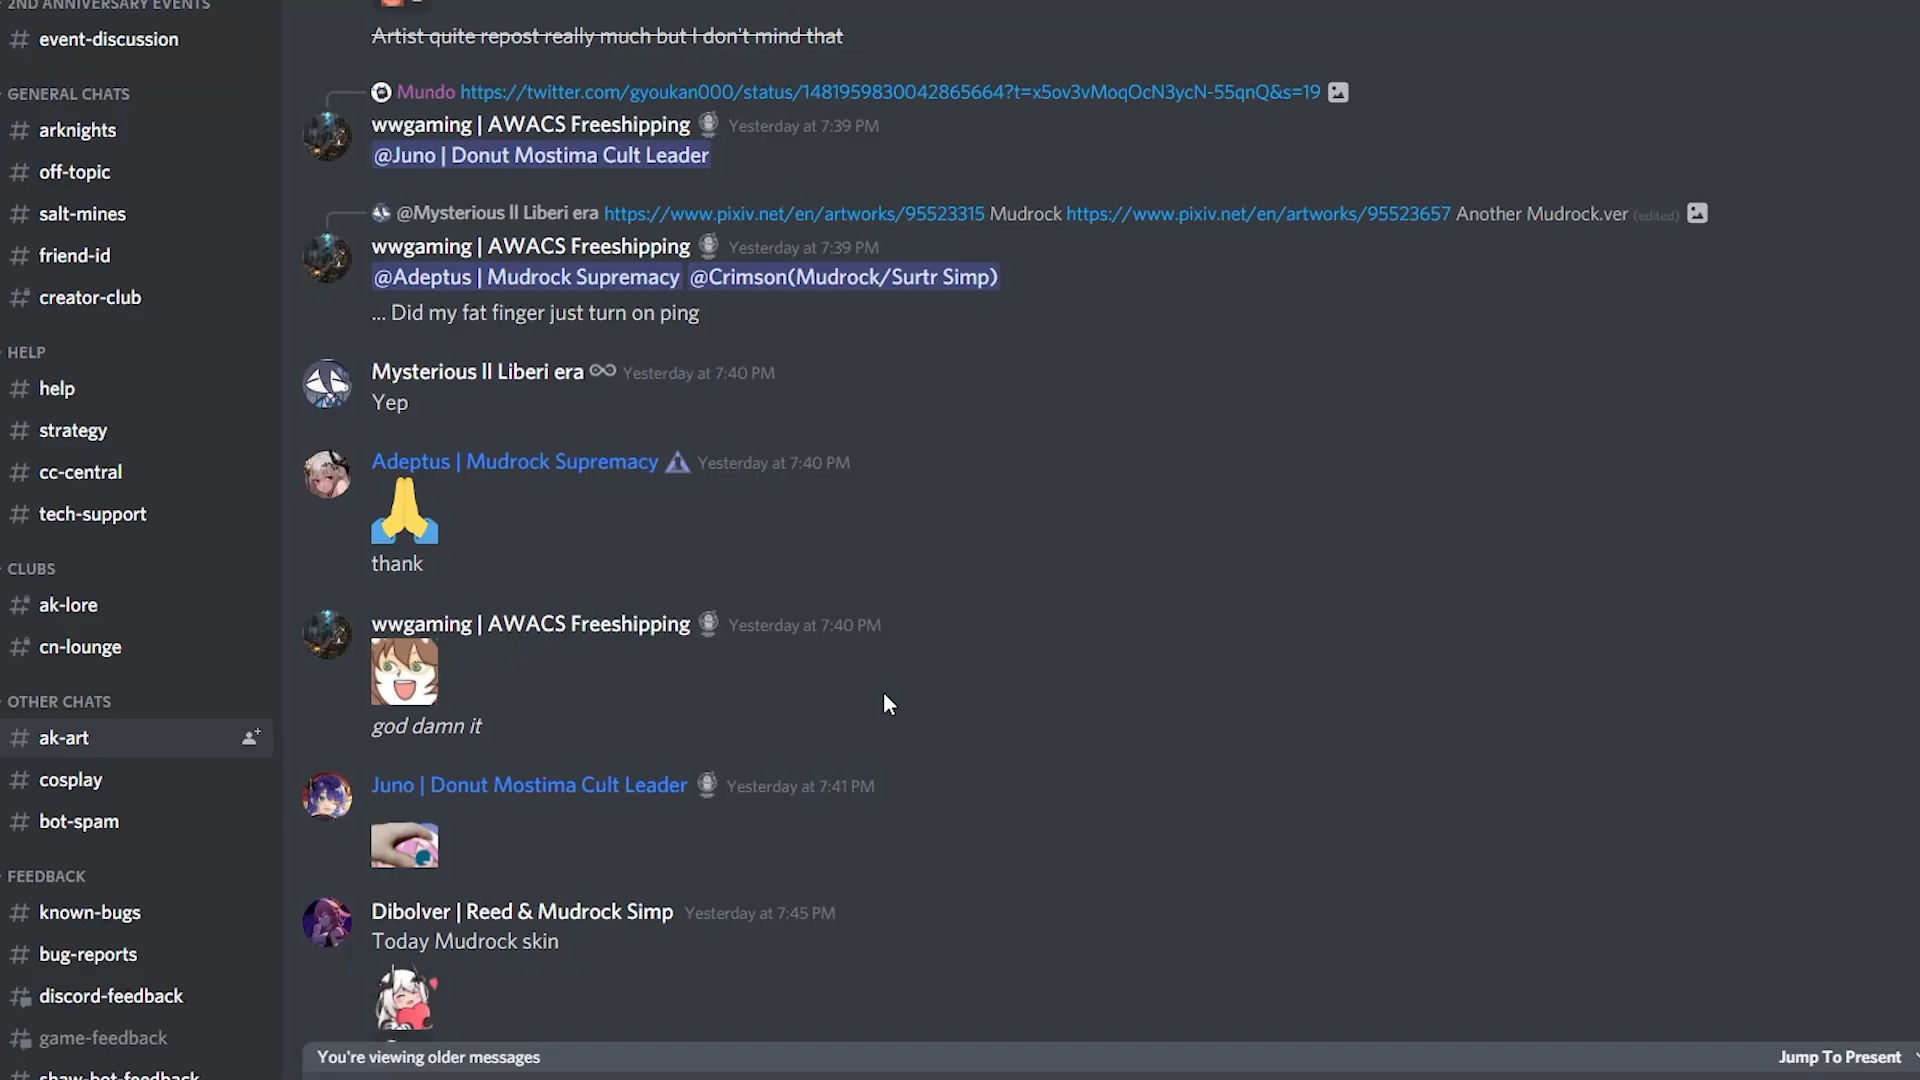 2ND ANNIVERSARY EVENTS
# event-discussion
GENERAL CHATS
# arknights
# off-topic
# salt-mines
# friend-id
# creator-club
HELP
# help
# strategy
# cc-central
# tech-support
CLUBS
# ak-lore
# cn-lounge
OTHER CHATS
# ak-art
# cosplay
# bot-spam
FEEDBACK
# known-bugs
# bug-reports
# discord-feedback
# game-feedback
# shaw-bot-feedback
Artist quite repost really much but I don't mind that
Mundo https://twitter.com/gyoukan000/status/1481959830042865664?t=x5ov3vMoqOcN3ycN-55qnQ&s=19
wwgaming | AWACS Freeshipping Yesterday at 7:39 PM
@Juno | Donut Mostima Cult Leader
@Mysterious ll Liberi era https://www.pixiv.net/en/artworks/95523315 Mudrock https://www.pixiv.net/en/artworks/95523657 Another Mudrock.ver (edited)
wwgaming | AWACS Freeshipping Yesterday at 7:39 PM
@Adeptus | Mudrock Supremacy @Crimson(Mudrock/Surtr Simp)
... Did my fat finger just turn on ping
Mysterious ll Liberi era Yesterday at 7:40 PM
Yep
Adeptus | Mudrock Supremacy Yesterday at 7:40 PM
thank
wwgaming | AWACS Freeshipping Yesterday at 7:40 PM
god damn it
Juno | Donut Mostima Cult Leader Yesterday at 7:41 PM
Dibolver | Reed & Mudrock Simp Yesterday at 7:45 PM
Today Mudrock skin
You're viewing older messages
Jump To Present